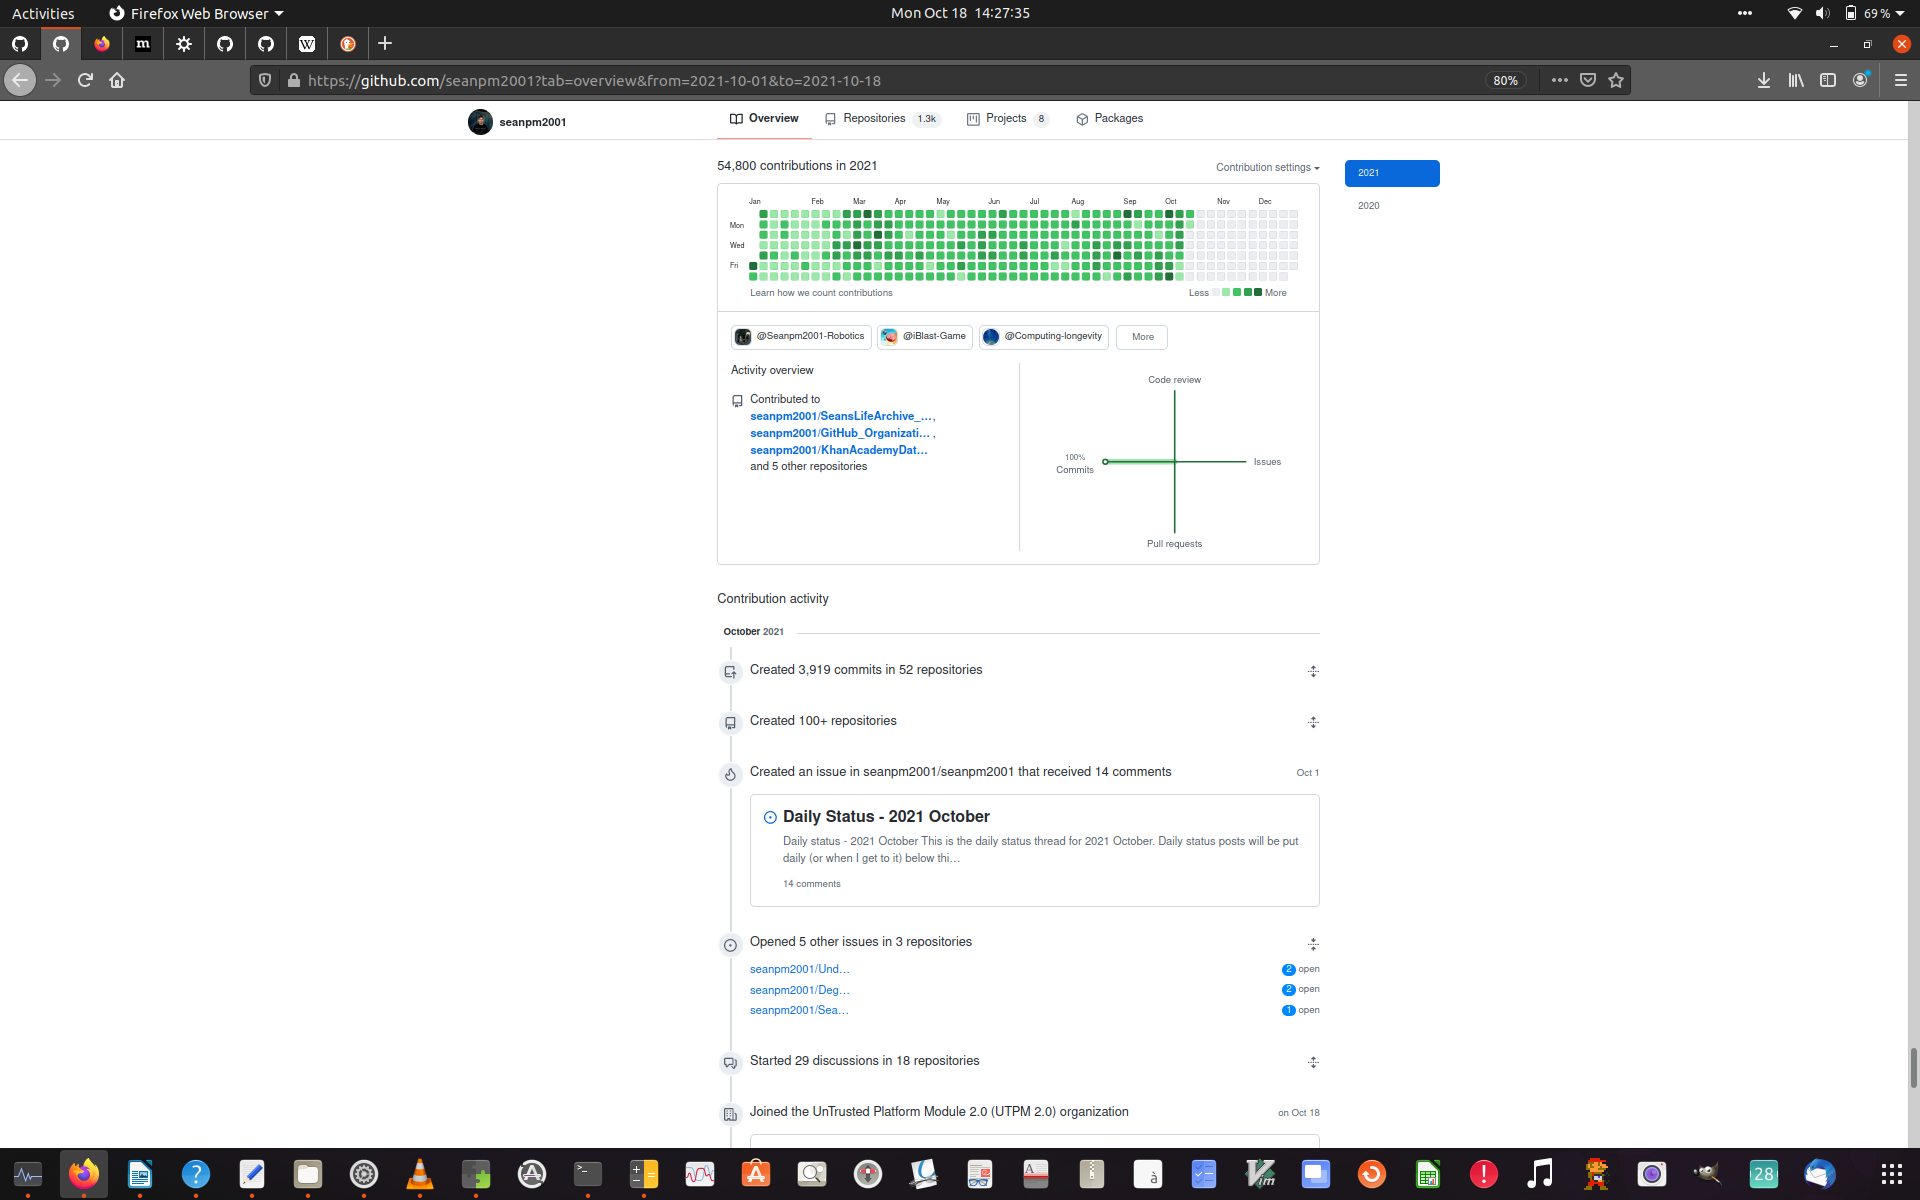 Activities
Firefox Web Browser
Mon Oct 18 14:27:35
69 %
m
W
https://github.com/seanpm2001?tab=overview&from=2021-10-01&to=2021-10-18
80%
seanpm2001
Overview
Repositories 1.3k
Projects 8
Packages
54,800 contributions in 2021
Contribution settings
2021
2020
Jan Feb Mar Apr May Jun Jul Aug Sep Oct Nov Dec
Mon
Wed
Fri
Learn how we count contributions
Less More
@Seanpm2001-Robotics
@iBlast-Game
@Computing-longevity
More
Activity overview
Contributed to
seanpm2001/SeansLifeArchive_…,
seanpm2001/GitHub_Organizati… ,
seanpm2001/KhanAcademyDat…
and 5 other repositories
Code review
100%
Commits
Issues
Pull requests
Contribution activity
October 2021
Created 3,919 commits in 52 repositories
Created 100+ repositories
Created an issue in seanpm2001/seanpm2001 that received 14 comments
Oct 1
Daily Status - 2021 October
Daily status - 2021 October This is the daily status thread for 2021 October. Daily status posts will be put
daily (or when I get to it) below thi…
14 comments
Opened 5 other issues in 3 repositories
seanpm2001/Und… 2 open
seanpm2001/Deg… 2 open
seanpm2001/Sea… 1 open
Started 29 discussions in 18 repositories
Joined the UnTrusted Platform Module 2.0 (UTPM 2.0) organization
on Oct 18
?
>_
A
à
Vim
!
28